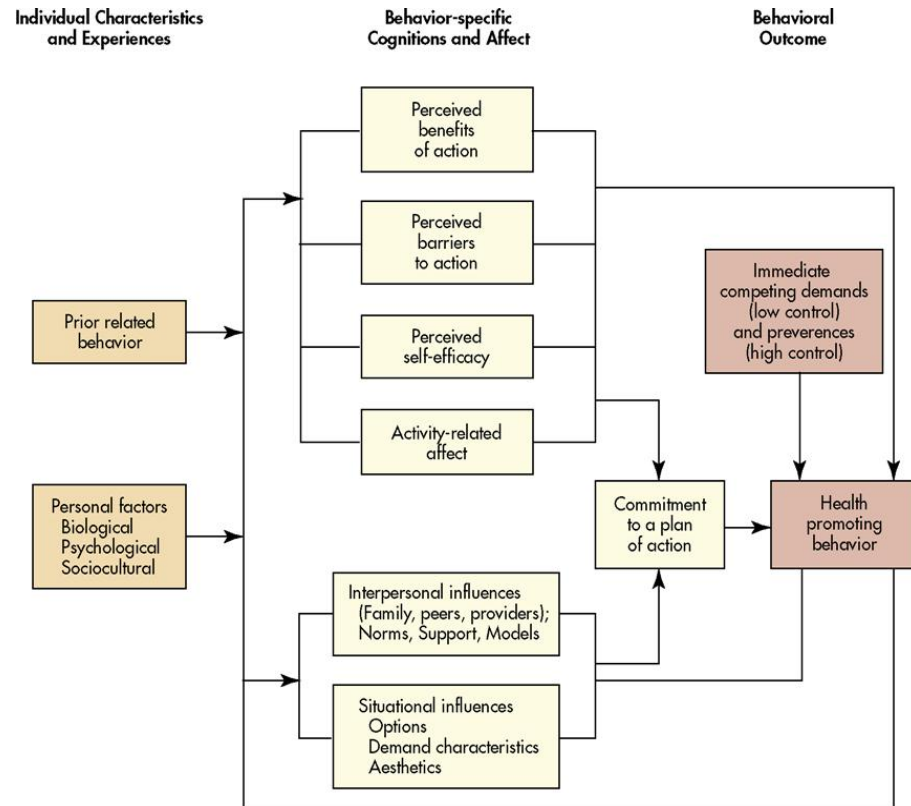 Individual Characteristics
and Experiences
Behavior-specific
Cognitions and Affect
Behavioral
Outcome
Perceived
benefits
of action
Perceived
barriers
to action
Immediate
competing demands
(low control)
and preverences
(high control)
Prior related
behavior
Perceived
self-efficacy
Activity-related
affect
Personal factors
Biological
Psychological
Sociocultural
Commitment
to a plan
of action
Health
promoting
behavior
Interpersonal influences
(Family, peers, providers);
Norms, Support, Models
Situational influences
Options
Demand characteristics
Aesthetics